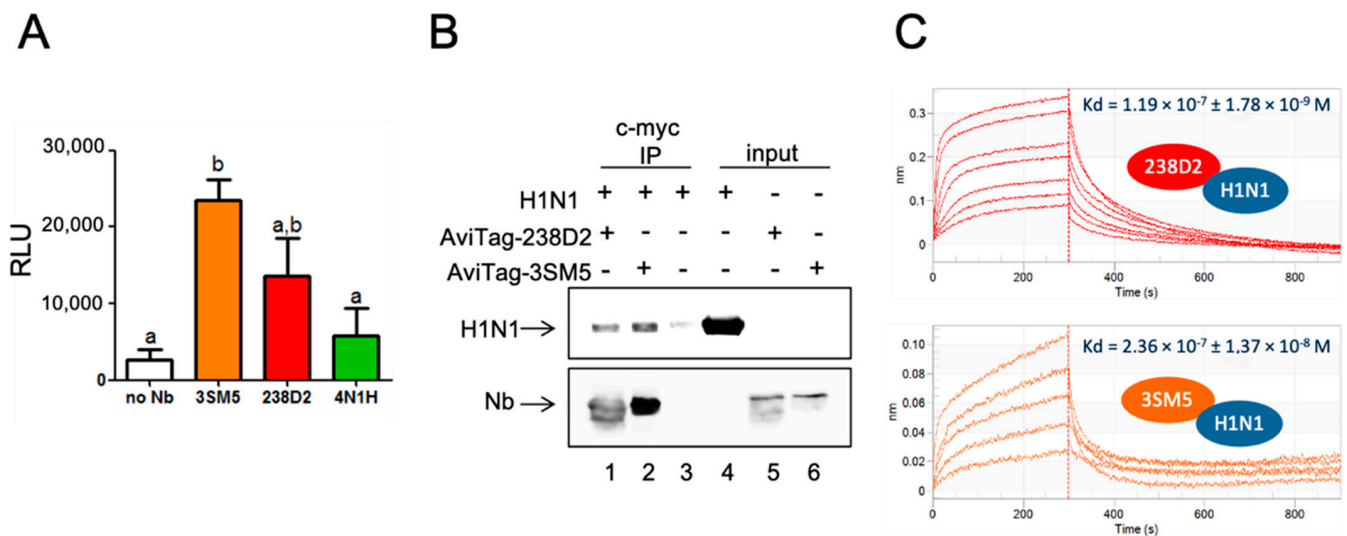 A
B
C
RLU
30,000
20,000
10,000
0
a
b
a,b
a
no Nb 3SM5 238D2 4N1H
c-myc
IP
input
H1N1 + + + + - -
AviTag-238D2 + - - - + -
AviTag-3SM5 - + - - - +
H1N1
Nb
1 2 3 4 5 6
Kd = 1.19 × 10-7 ± 1.78 × 10-9 M
nm
0.3
0.2
0.1
0
238D2
H1N1
0 200 400 600 800
Time (s)
Kd = 2.36 × 10-7 ± 1,37 × 10-8 M
nm
0.10
0.08
0.06
0.04
0.02
0
3SM5
H1N1
0 200 400 600 800
Time (s)